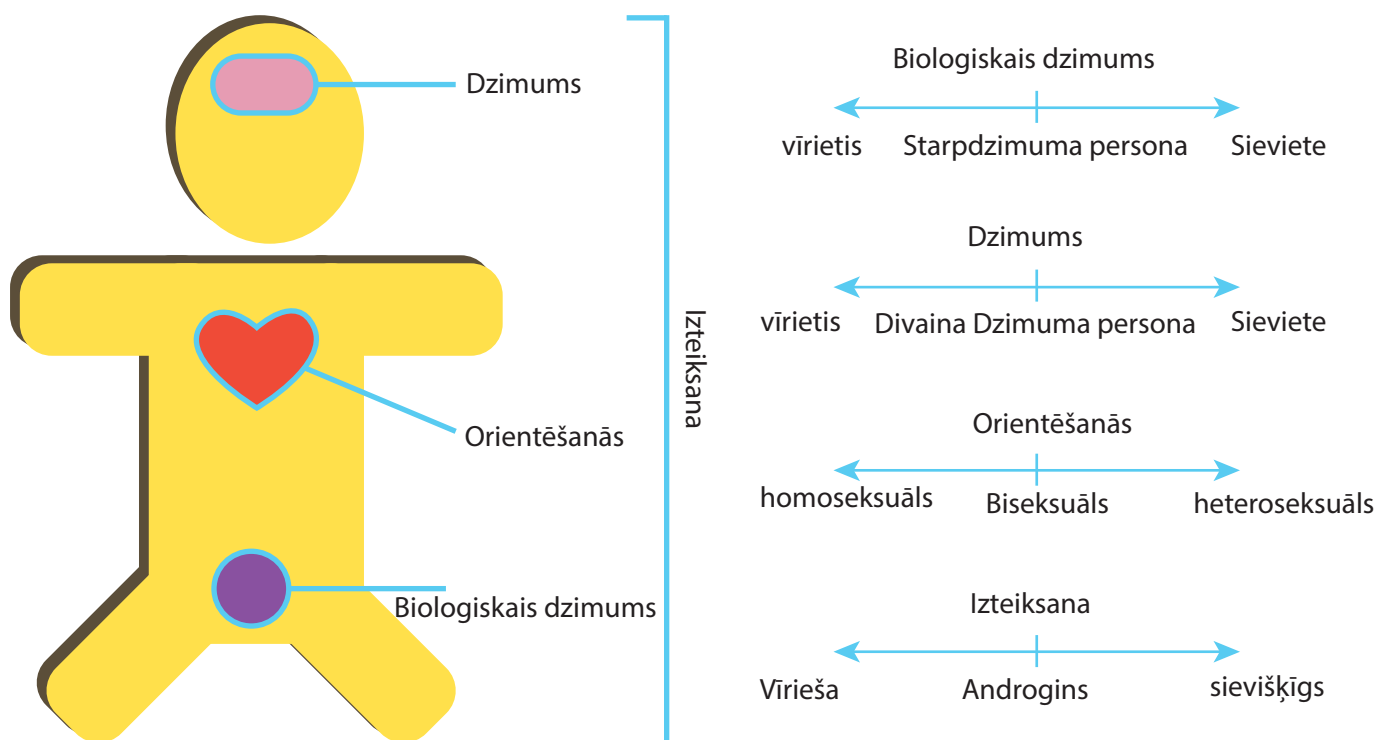 Dzimums
Orientēšanās
Biologiskais dzimums
Izteiksana
Biologiskais dzimums
vīrietis Starpdzimuma persona Sieviete
Dzimums
vīrietis Divaina Dzimuma persona Sieviete
Orientēšanās
homoseksuāls Biseksuāls heteroseksuāls
Izteiksana
Vīrieša Androgins sievišķīgs